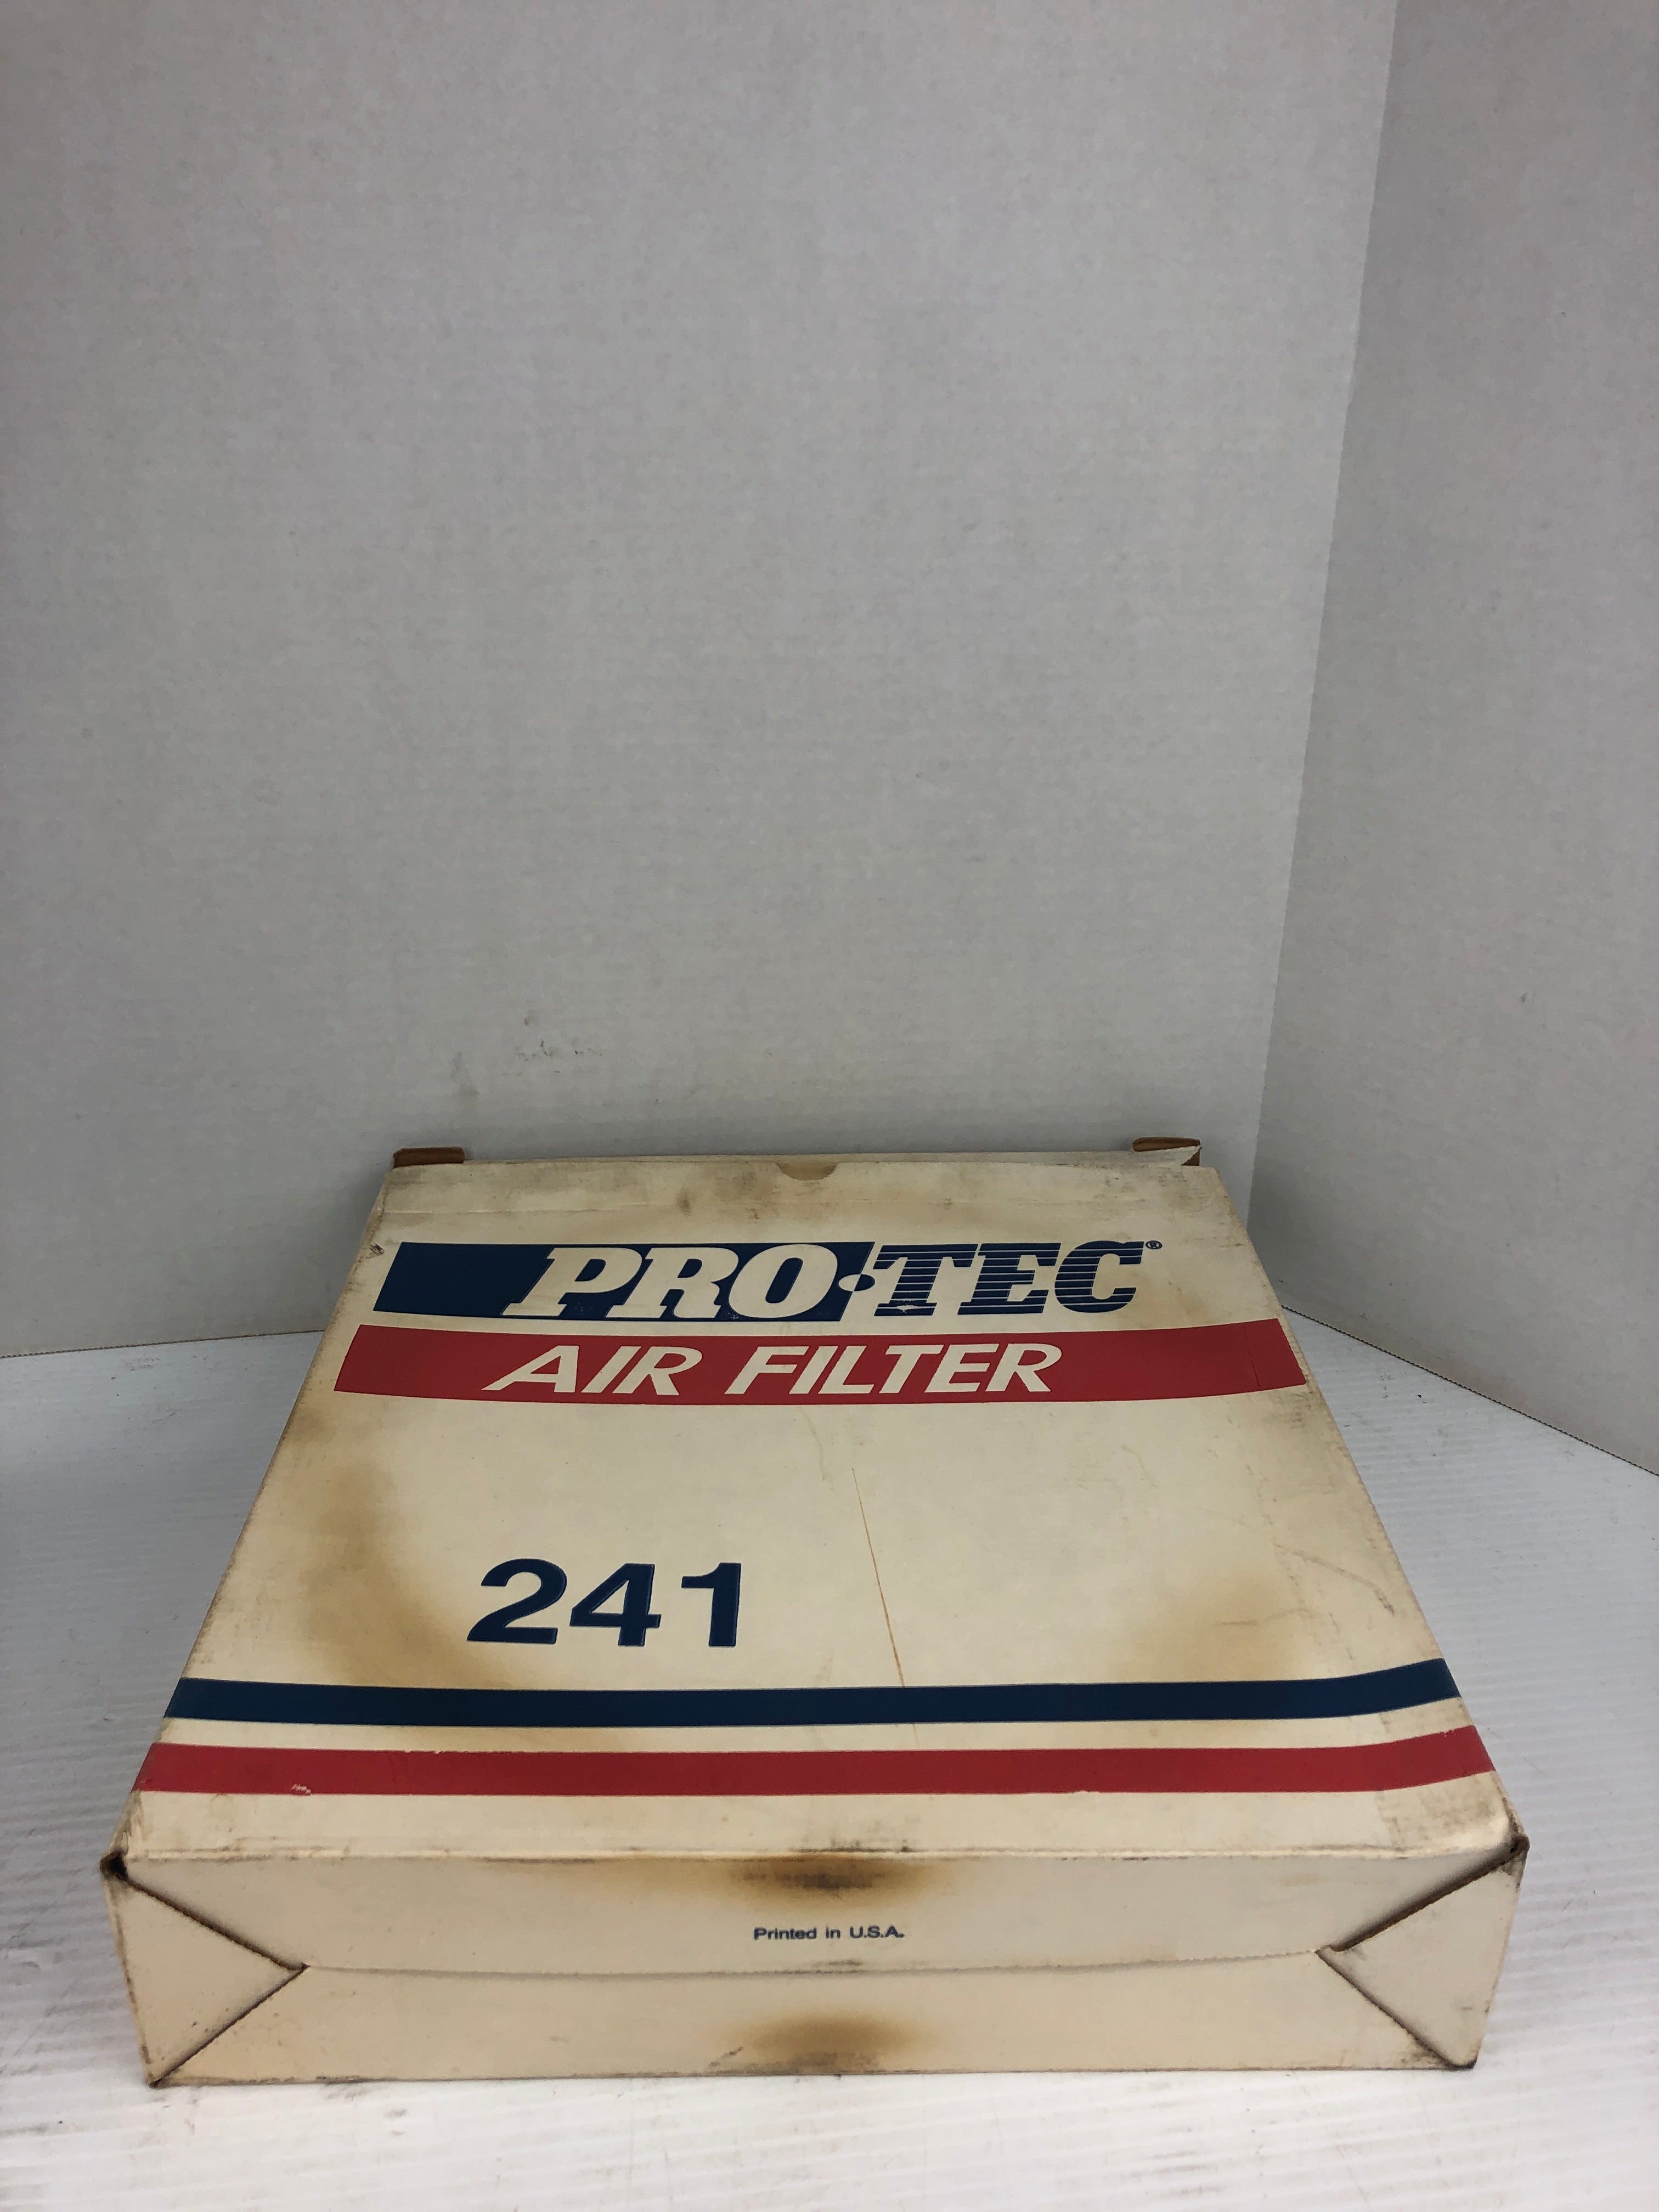 PRO·TEC®
AIR FILTER
241
Printed in U.S.A.